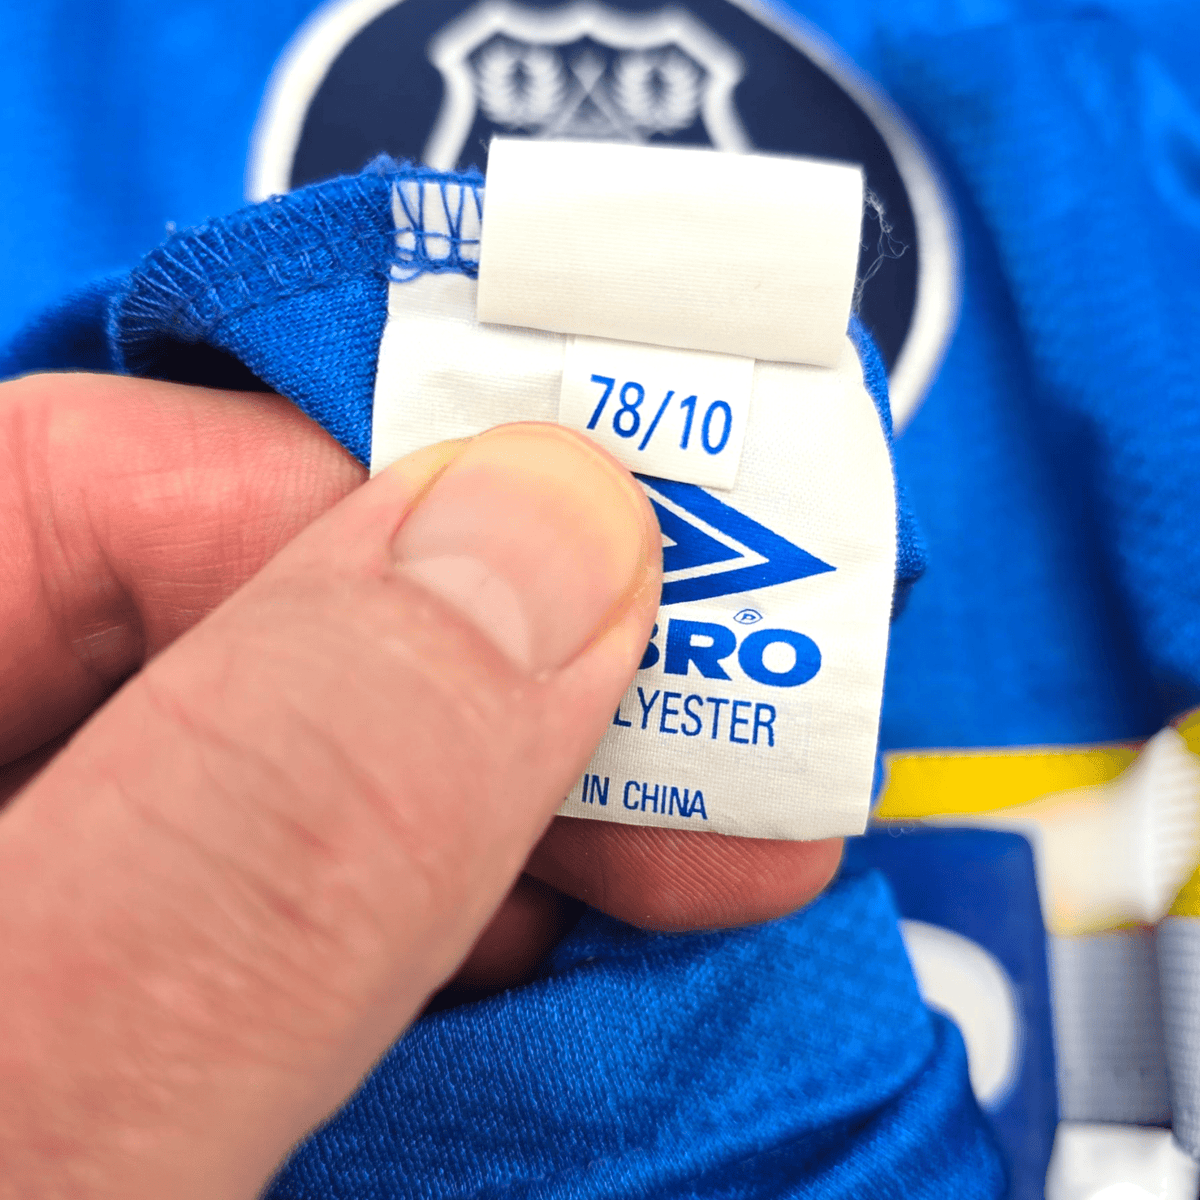 78/10
BRO
LYESTER
IN CHINA